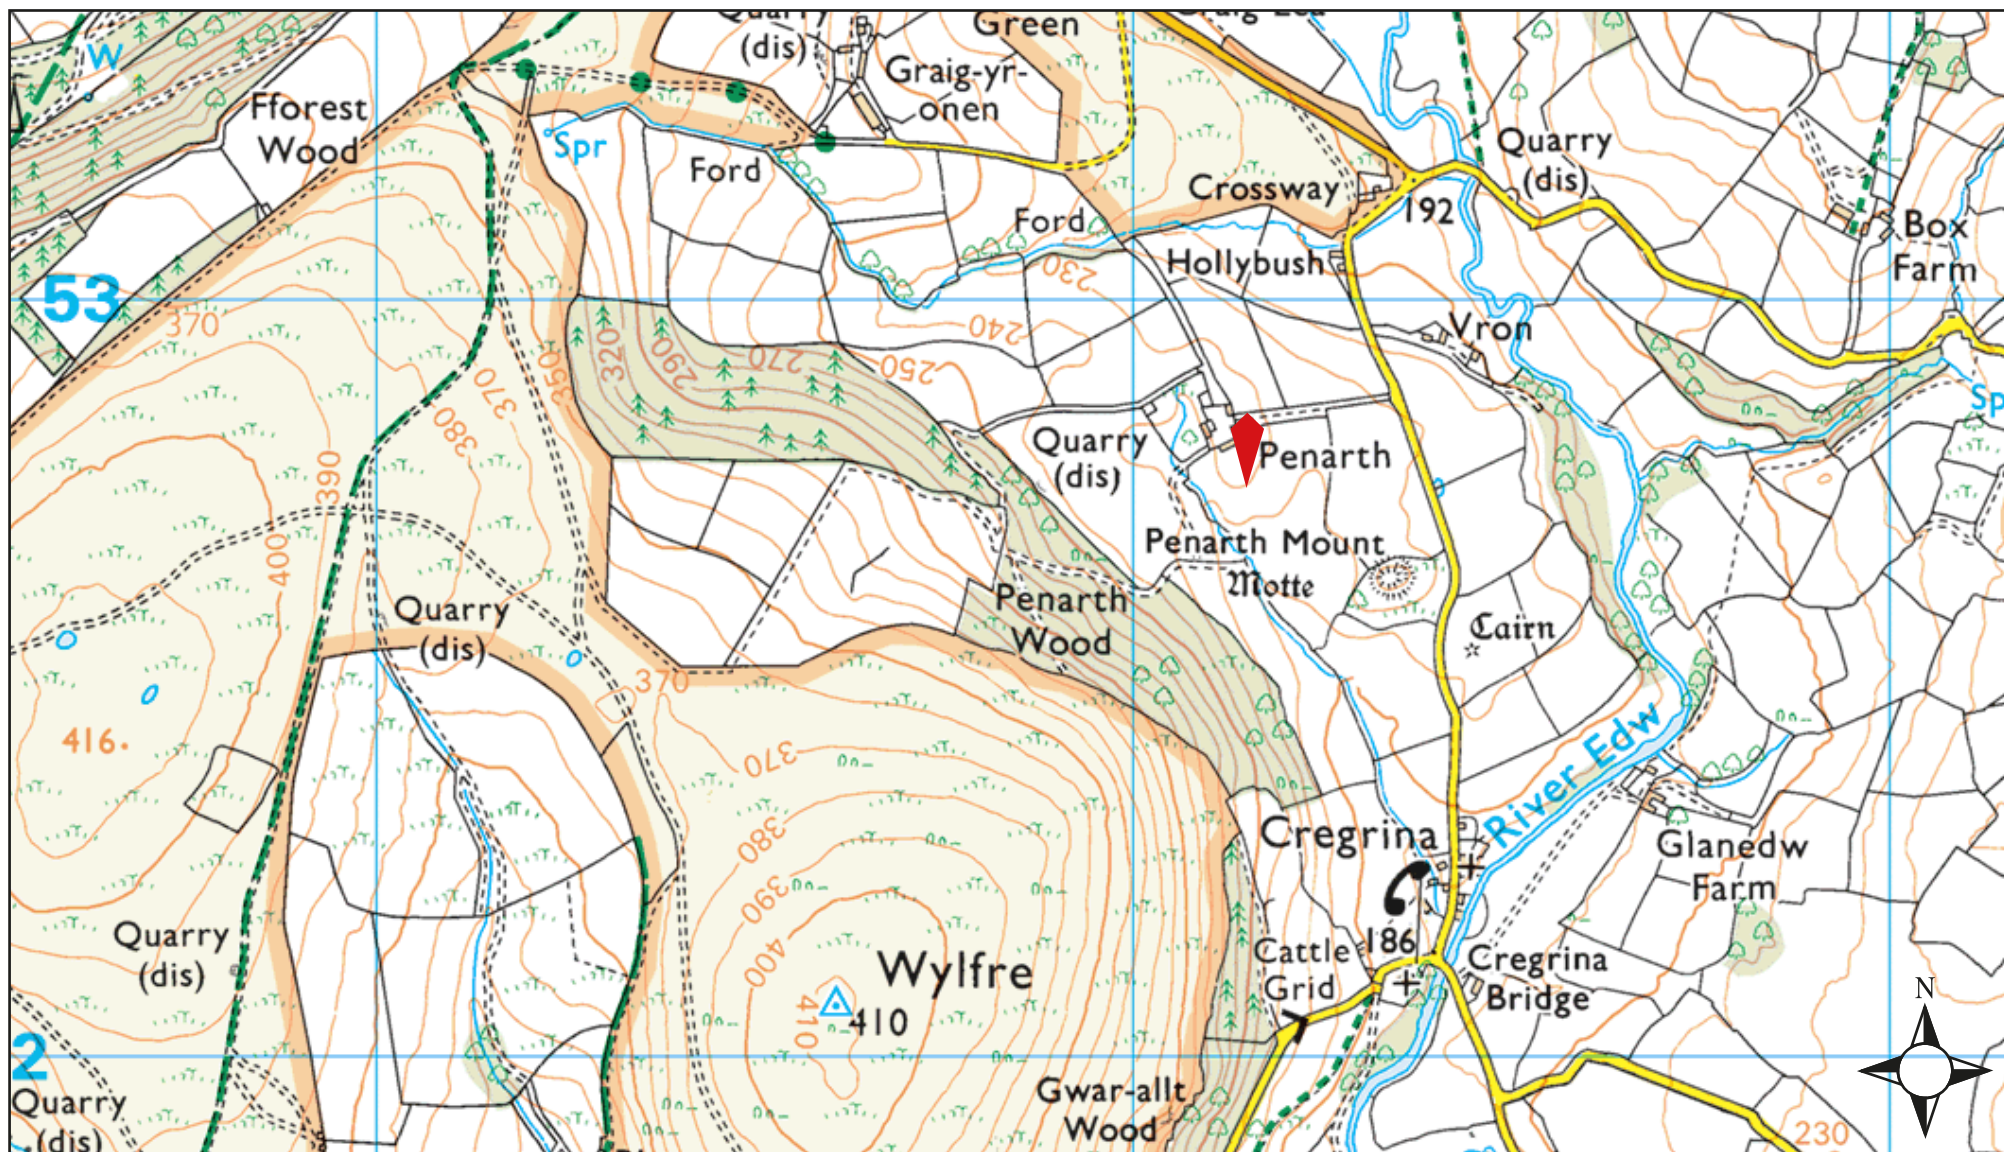 Quarry
(dis)
Green
W
Graig-yr-
onen
Fforest
Wood
Spr
Ford
Quarry
(dis)
Crossway
192
Ford
Box
Farm
Hollybush
230
53
370
240
Vron
320
290
270
250
350
370
380
Sp
Quarry
(dis)
Penarth
390
400
Penarth Mount
Motte
Quarry
(dis)
Penarth
Wood
Cairn
370
416
River Edw
370
380
390
400
410
Cregrina
Glanedw
Farm
Quarry
(dis)
Wylfre
410
Cattle
Grid
186
Cregrina
Bridge
N
2
Quarry
(dis)
Gwar-allt
Wood
230